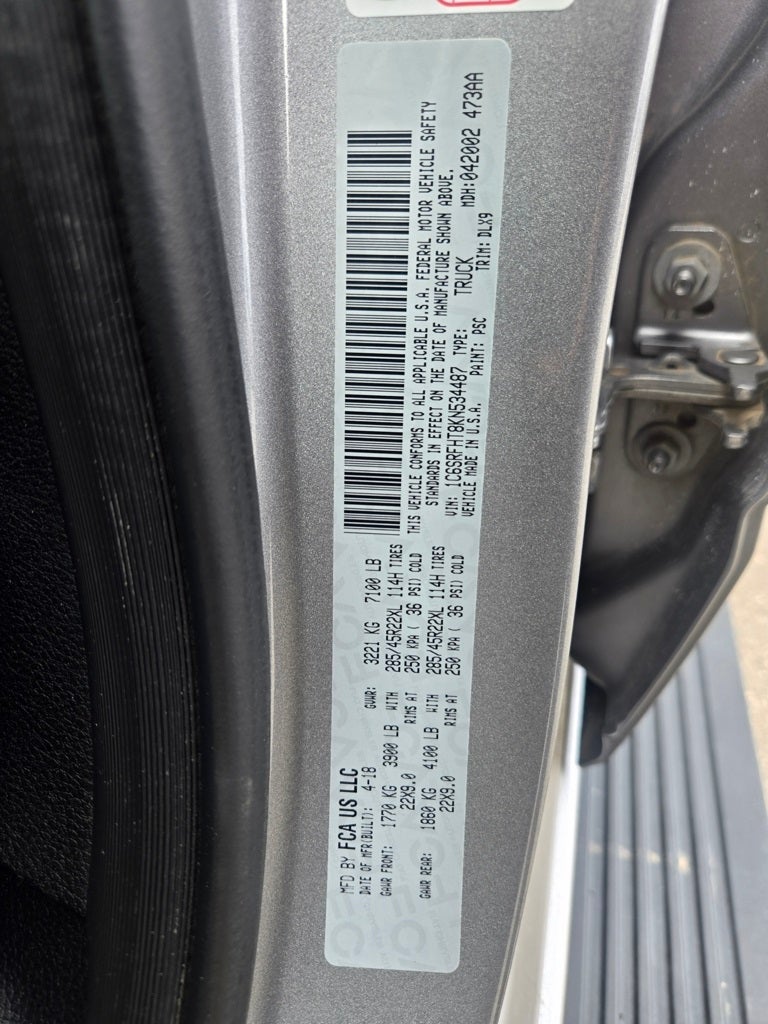 MFD BY FCA US LLC
DATE OF MFR(BUILT): 4-18 GVWR: 3221 KG 7100 LB
GAWR FRONT: 1770 KG 3900 LB WITH 285/45R22XL 114H TIRES
22X9.0 RIMS AT 250 KPA ( 36 PSI) COLD
GAWR REAR: 1860 KG 4100 LB WITH 285/45R22XL 114H TIRES
22X9.0 RIMS AT 250 KPA ( 36 PSI) COLD
THIS VEHICLE CONFORMS TO ALL APPLICABLE U.S.A. FEDERAL MOTOR VEHICLE SAFETY
STANDARDS IN EFFECT ON THE DATE OF MANUFACTURE SHOWN ABOVE.
VIN: 1C6SRFHT8KN534487 TYPE: TRUCK MDH:042002 473AA
VEHICLE MADE IN U.S.A. PAINT: PSC TRIM: DLX9